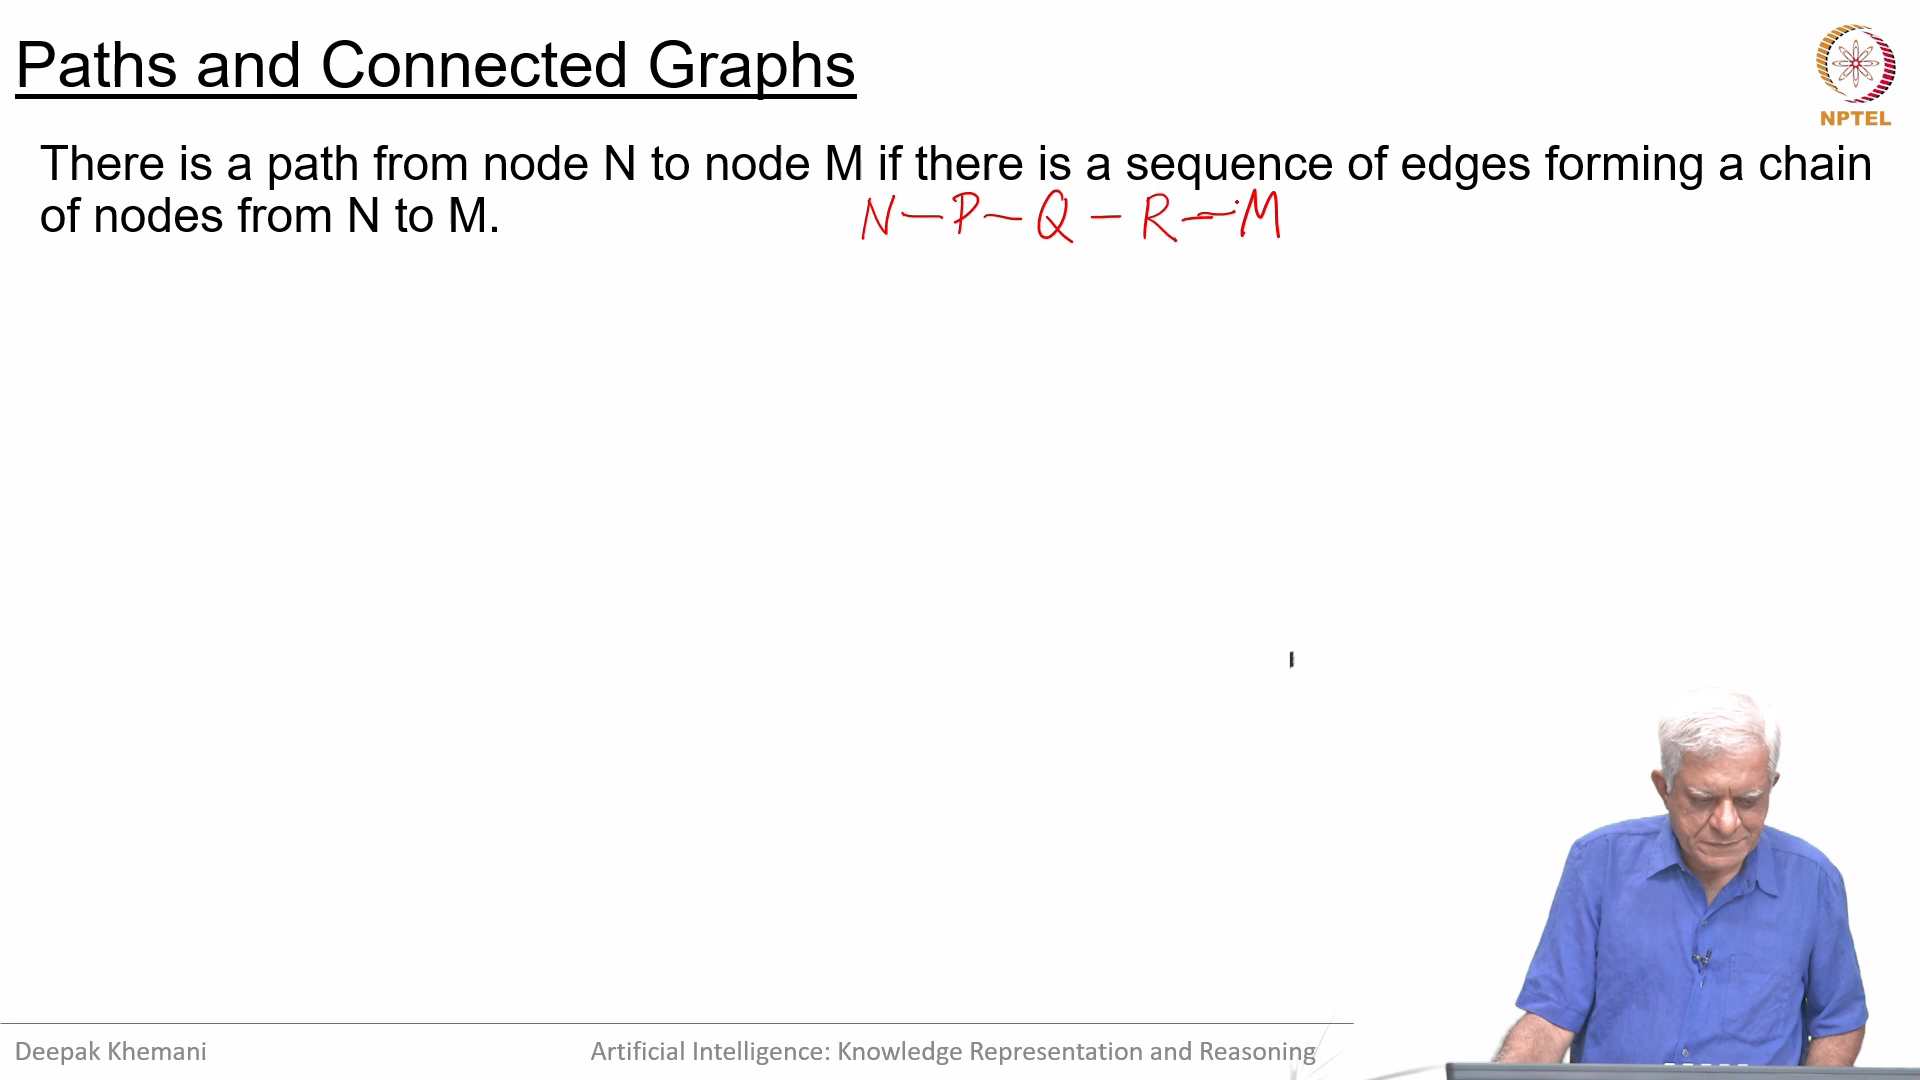 Paths and Connected Graphs
NPTEL
There is a path from node N to node M if there is a sequence of edges forming a chain
of nodes from N to M.
N – P – Q – R – M
Deepak Khemani
Artificial Intelligence: Knowledge Representation and Reasoning